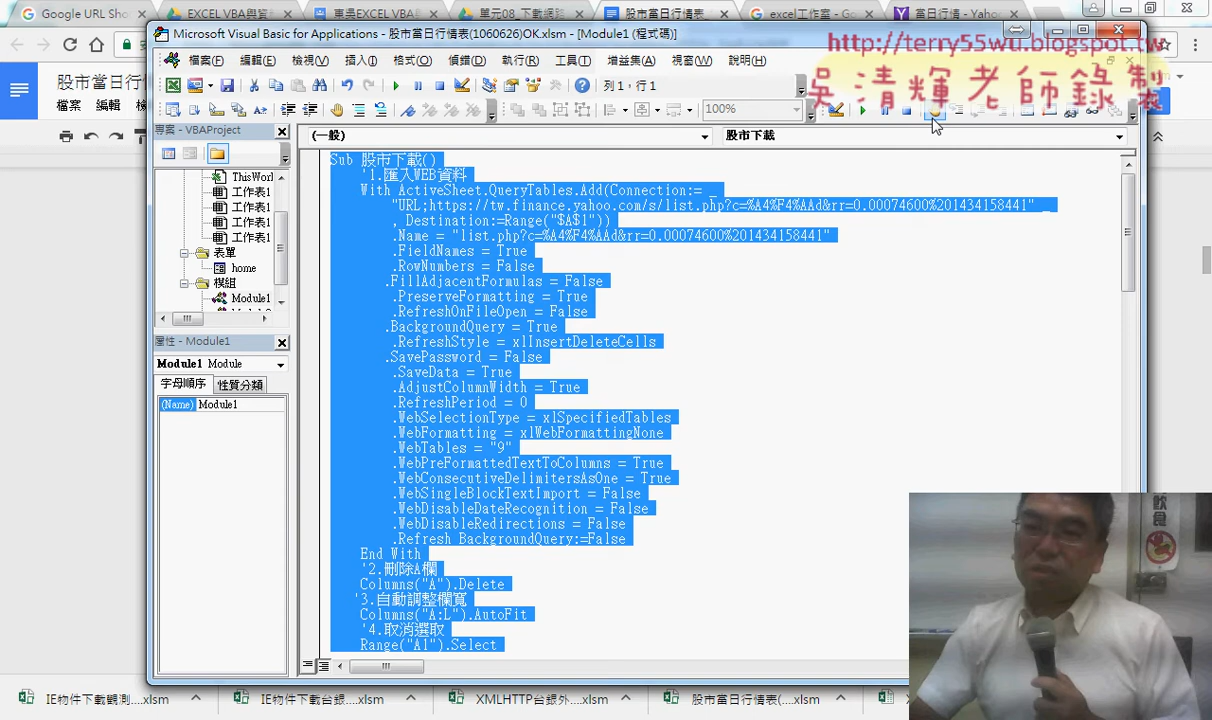 Google URL Sho
EXCEL VBA與資
東吳EXCEL VBA
單元08_下載網
股市當日行情表
excel工作室 - Go
當日行情 - Yahoo
Microsoft Visual Basic for Applications - 股市當日行情表(1060626)OK.xlsm - [Module1 (程式碼)]
http://terry55wu.blogspot.tw
吳清輝老師錄製
股市當日行
檔案 編輯
檔案(F) 編輯(E) 檢視(V) 插入(I) 格式(O) 偵錯(D) 執行(R) 工具(T) 增益集(A) 視窗(W) 說明(H)
列 1，行 1
100%
專案 - VBAProject
(一般)
股市下載
ThisWorl
工作表1
工作表1
工作表1
工作表1
表單
home
模組
Module1
屬性 - Module1
Module1 Module
字母順序 性質分類
(Name) Module1
Sub 股市下載()
'1.匯入WEB資料
With ActiveSheet.QueryTables.Add(Connection:= _
"URL;https://tw.finance.yahoo.com/s/list.php?c=%A4%F4%AAd&rr=0.00074600%201434158441" _
, Destination:=Range("$A$1"))
.Name = "list.php?c=%A4%F4%AAd&rr=0.00074600%201434158441"
.FieldNames = True
.RowNumbers = False
.FillAdjacentFormulas = False
.PreserveFormatting = True
.RefreshOnFileOpen = False
.BackgroundQuery = True
.RefreshStyle = xlInsertDeleteCells
.SavePassword = False
.SaveData = True
.AdjustColumnWidth = True
.RefreshPeriod = 0
.WebSelectionType = xlSpecifiedTables
.WebFormatting = xlWebFormattingNone
.WebTables = "9"
.WebPreFormattedTextToColumns = True
.WebConsecutiveDelimitersAsOne = True
.WebSingleBlockTextImport = False
.WebDisableDateRecognition = False
.WebDisableRedirections = False
.Refresh BackgroundQuery:=False
End With
'2.刪除A欄
Columns("A").Delete
'3.自動調整欄寬
Columns("A:L").AutoFit
'4.取消選取
Range("A1").Select
飲食
IE物件下載觀測....xlsm
IE物件下載台銀....xlsm
XMLHTTP台銀外....xlsm
股市當日行情表(....xlsm